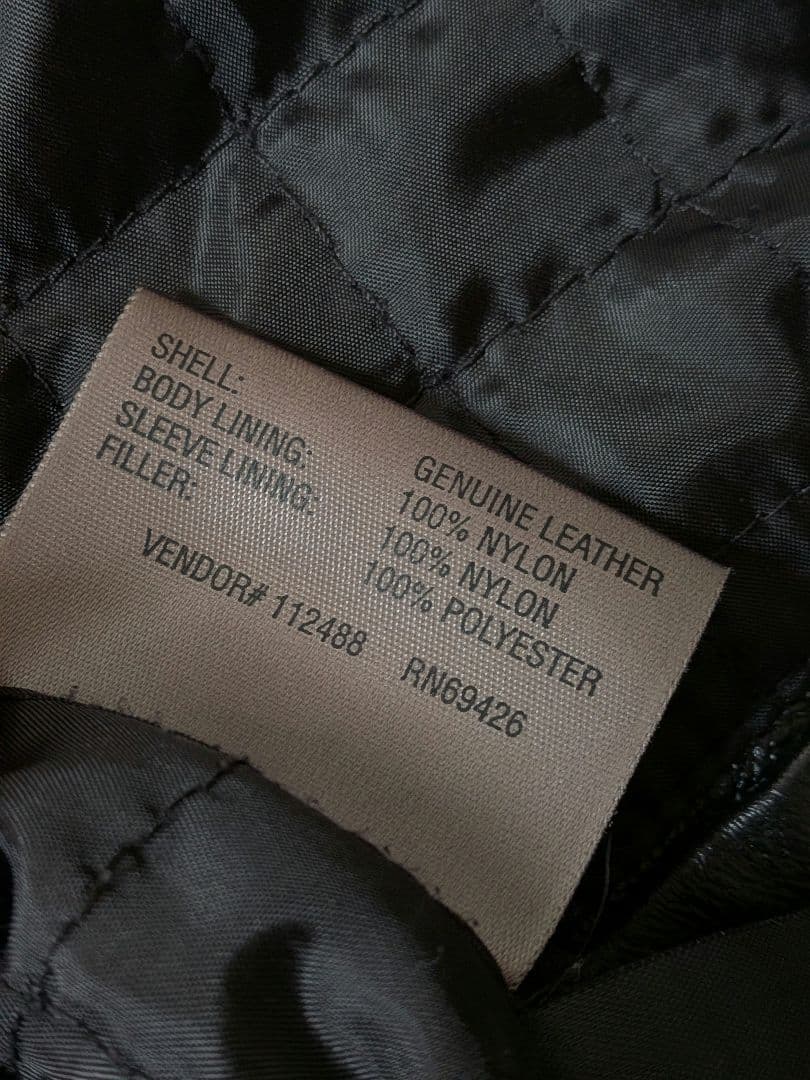 SHELL: GENUINE LEATHER
BODY LINING: 100% NYLON
SLEEVE LINING: 100% NYLON
FILLER: 100% POLYESTER
VENDOR# 112488 RN69426